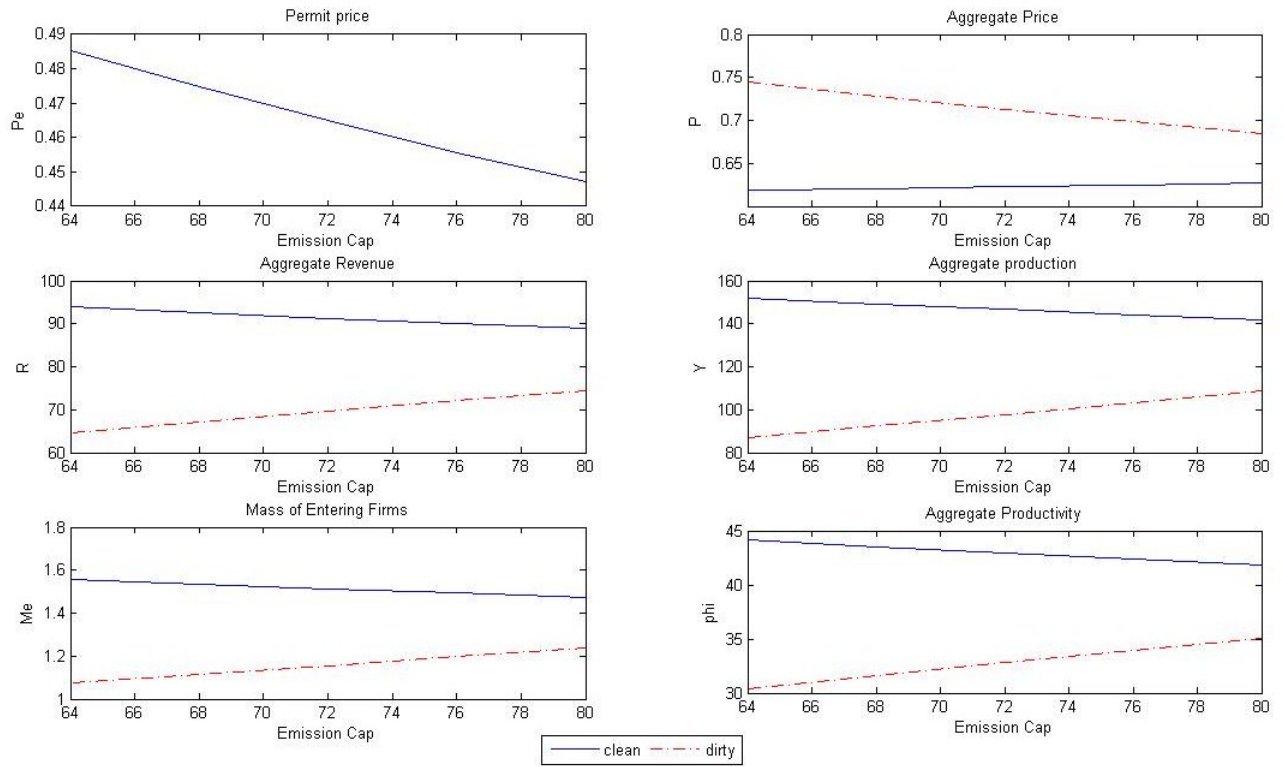 Permit price
0.49
0.48
0.47
0.46
0.45
0.44
Pe
64 66 68 70 72 74 76 78 80
Emission Cap
Aggregate Price
0.8
0.75
0.7
0.65
P
64 66 68 70 72 74 76 78 80
Emission Cap
Aggregate Revenue
100
90
80
70
60
R
64 66 68 70 72 74 76 78 80
Emission Cap
Aggregate production
160
140
120
100
80
Y
64 66 68 70 72 74 76 78 80
Emission Cap
Mass of Entering Firms
1.8
1.6
1.4
1.2
1
Me
64 66 68 70 72 74 76 78 80
Emission Cap
Aggregate Productivity
45
40
35
30
phi
64 66 68 70 72 74 76 78 80
Emission Cap
clean dirty